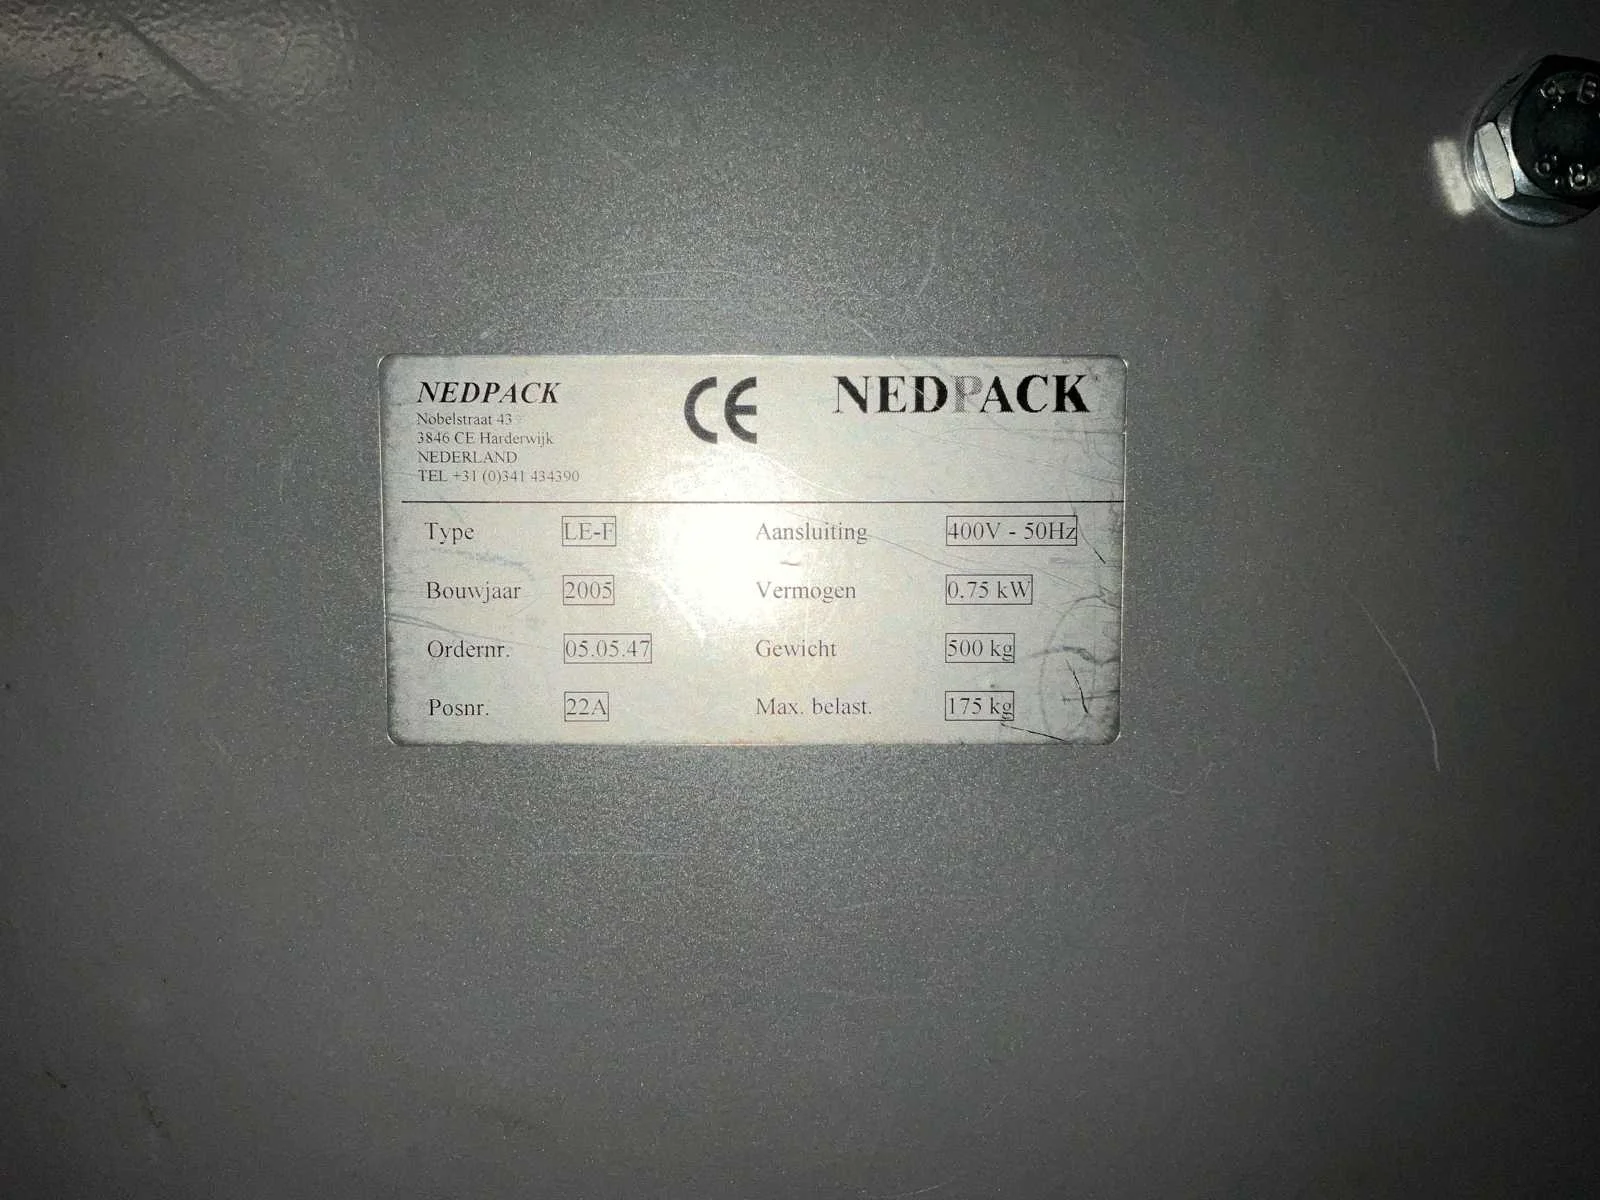 NEDPACK
Nobelstraat 43
3846 CE Harderwijk
NEDERLAND
TEL +31 (0)341 434390
CE
NEDPACK
Type LE-F Aansluiting 400V - 50Hz
Bouwjaar 2005 Vermogen 0.75 kW
Ordernr. 05.05.47 Gewicht 500 kg
Posnr. 22A Max. belast. 175 kg
8.8